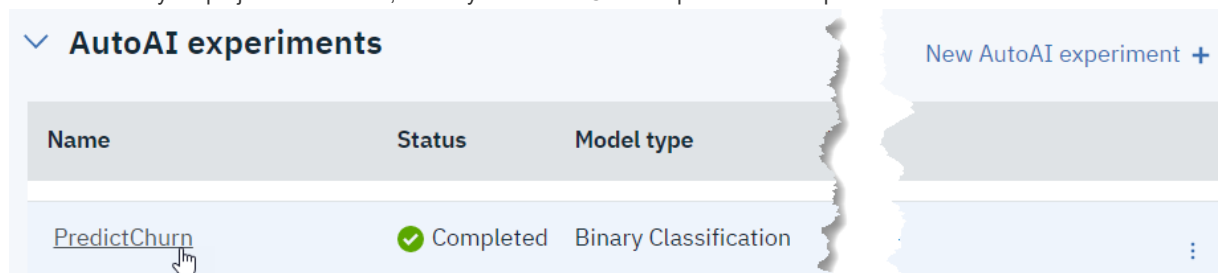 AutoAI experiments
New AutoAI experiment +
Name Status Model type
PredictChurn Completed Binary Classification